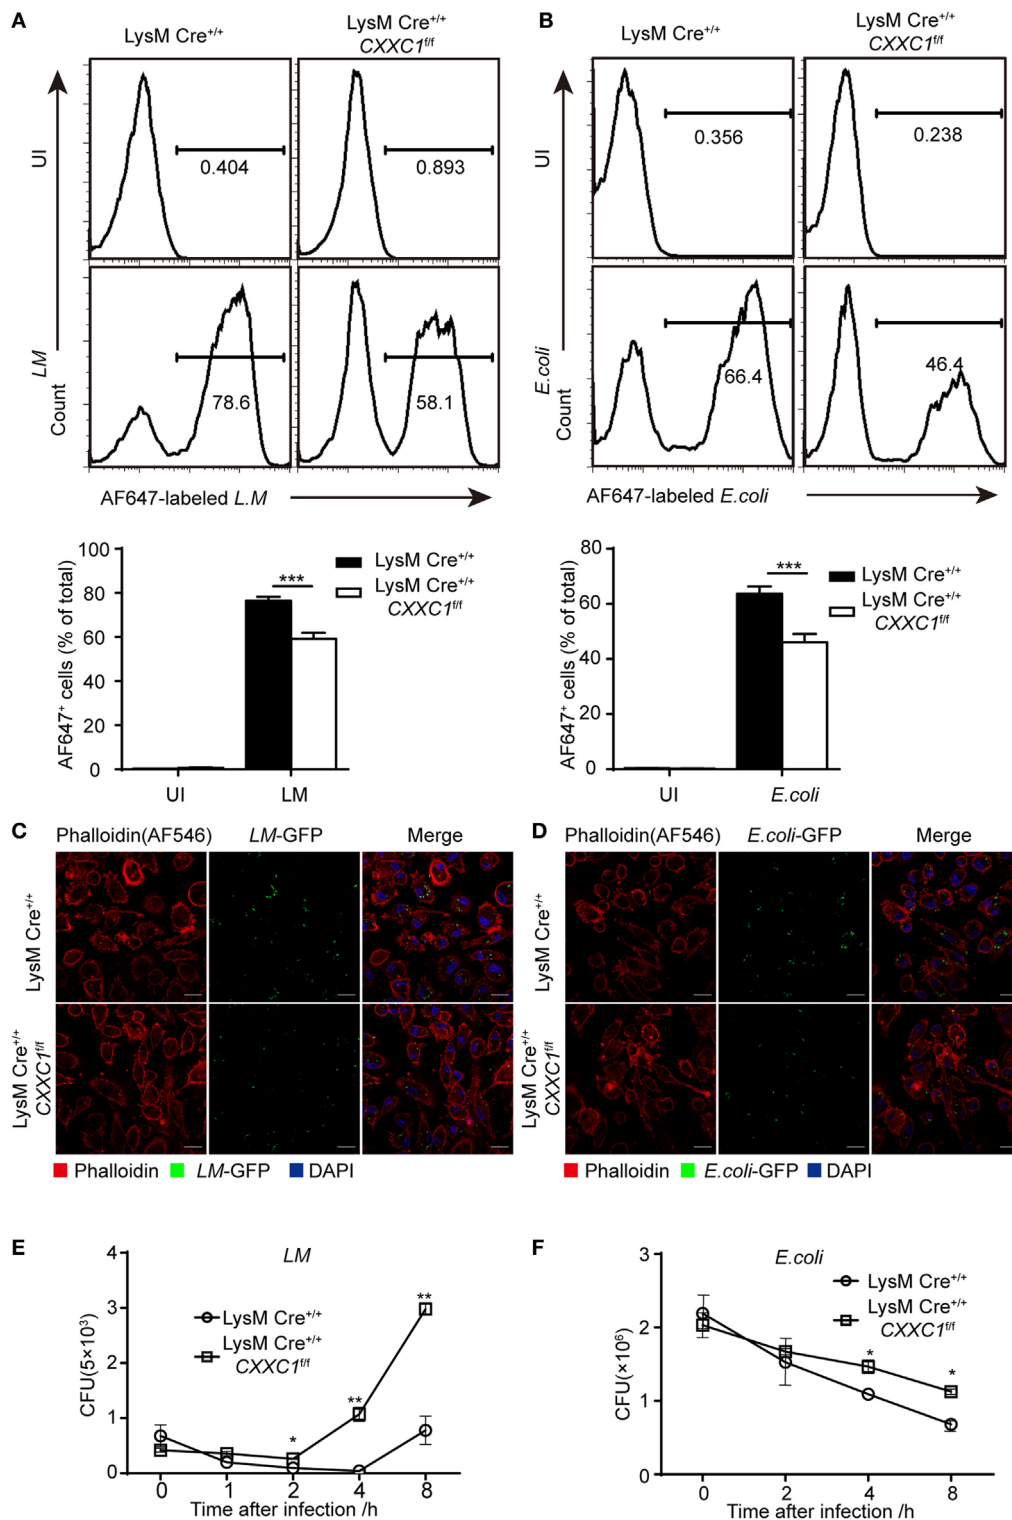 A
LysM Cre+/+
LysM Cre+/+
CXXC1f/f
UI
0.404
0.893
LM
Count
78.6
58.1
AF647-labeled L.M
B
LysM Cre+/+
LysM Cre+/+
CXXC1f/f
UI
0.356
0.238
E.coli
Count
66.4
46.4
AF647-labeled E.coli
AF647+ cells (% of total)
100
80
60
40
20
0
***
UI
LM
LysM Cre+/+
LysM Cre+/+
CXXC1f/f
AF647+ cells (% of total)
80
60
40
20
0
***
UI
E.coli
LysM Cre+/+
LysM Cre+/+
CXXC1f/f
C
Phalloidin(AF546)
LM-GFP
Merge
LysM Cre+/+
LysM Cre+/+
CXXC1f/f
Phalloidin
LM-GFP
DAPI
D
Phalloidin(AF546)
E.coli-GFP
Merge
LysM Cre+/+
LysM Cre+/+
CXXC1f/f
Phalloidin
E.coli-GFP
DAPI
E
LM
CFU(5×10³)
4
3
2
1
0
LysM Cre+/+
LysM Cre+/+
CXXC1f/f
*
**
**
0 1 2 4 8
Time after infection /h
F
E.coli
CFU(×10⁶)
3
2
1
0
LysM Cre+/+
LysM Cre+/+
CXXC1f/f
*
*
0 2 4 8
Time after infection /h